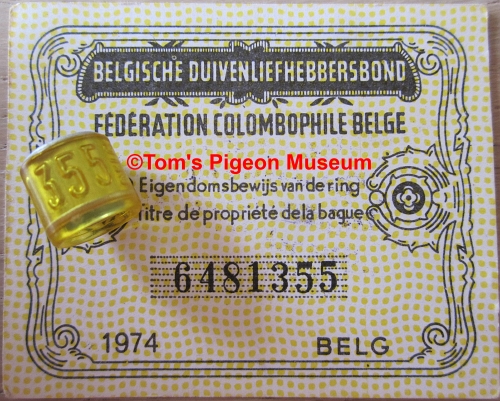 BELGISCHE DUIVENLIEFHEBBERSBOND
FÉDÉRATION COLOMBOPHILE BELGE
©Tom's Pigeon Museum
355
Eigendomsbewijs van de ring
Titre de propriété de la bague
6481355
1974 BELG